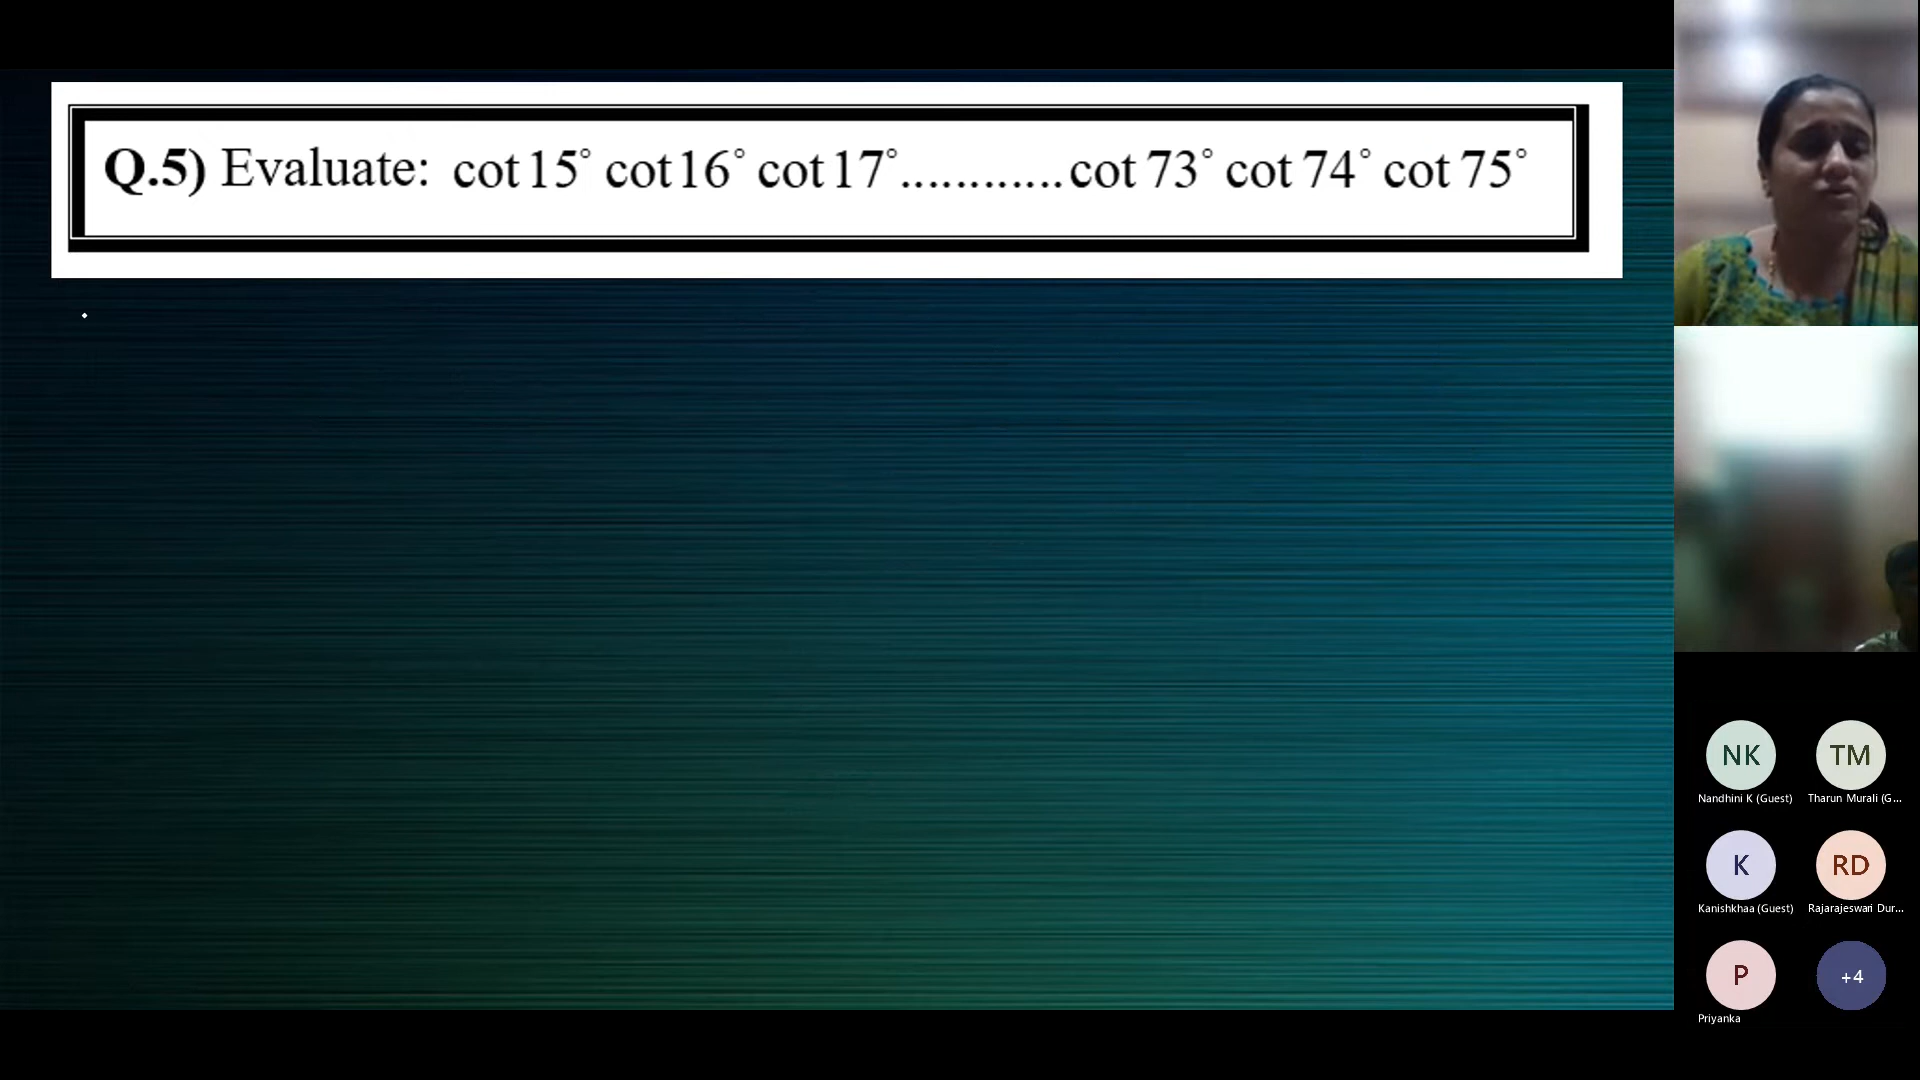 Q.5) Evaluate: cot 15° cot 16° cot 17°............cot 73° cot 74° cot 75°
NK
TM
Nandhini K (Guest)
Tharun Murali (G...
K
RD
Kanishkhaa (Guest)
Rajarajeswari Dur...
P
+4
Priyanka